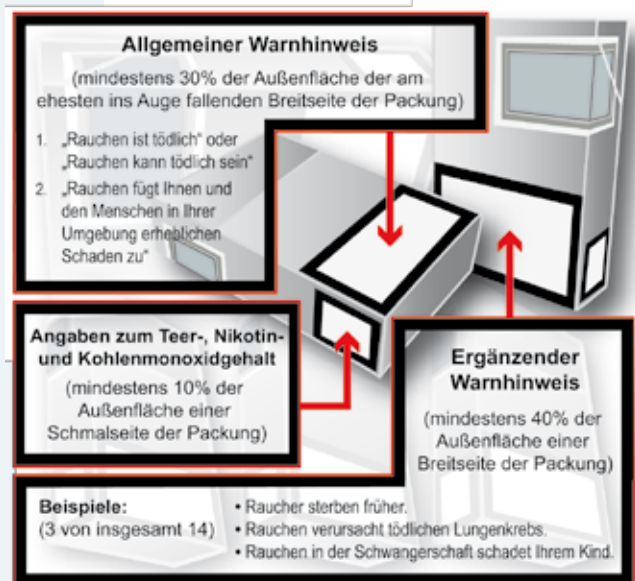 Allgemeiner Warnhinweis
(mindestens 30% der Außenfläche der am
ehesten ins Auge fallenden Breitseite der Packung)
1. „Rauchen ist tödlich“ oder
„Rauchen kann tödlich sein“
2. „Rauchen fügt Ihnen und
den Menschen in Ihrer
Umgebung erheblichen
Schaden zu“
Angaben zum Teer-, Nikotin-
und Kohlenmonoxidgehalt
(mindestens 10% der
Außenfläche einer
Schmalseite der Packung)
Ergänzender
Warnhinweis
(mindestens 40% der
Außenfläche einer
Breitseite der Packung)
Beispiele:
(3 von insgesamt 14)
• Raucher sterben früher.
• Rauchen verursacht tödlichen Lungenkrebs.
• Rauchen in der Schwangerschaft schadet Ihrem Kind.